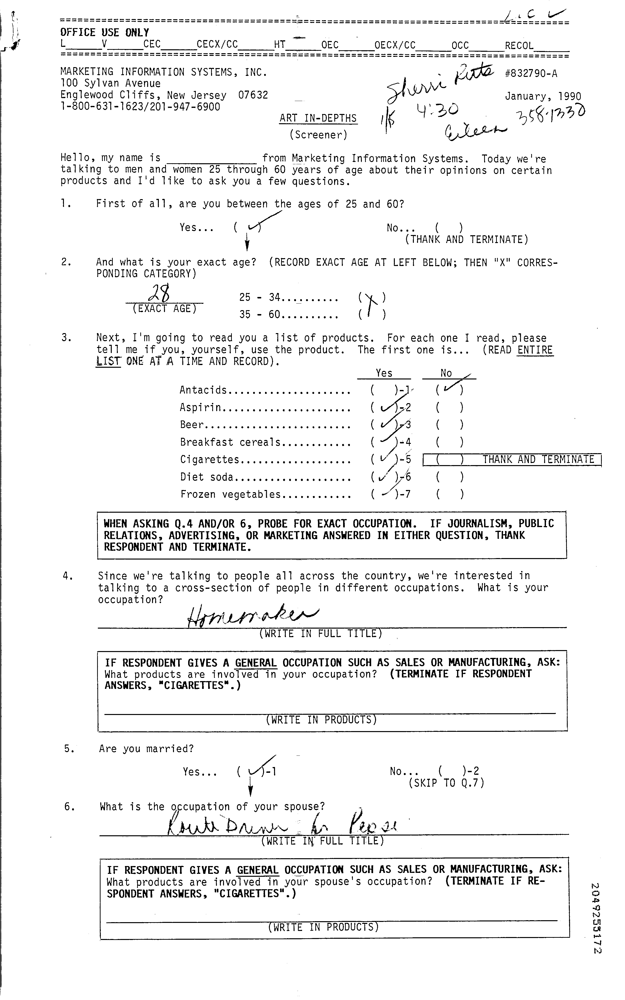 L C
================================================
OFFICE USE ONLY
L_____V_____CEC_____CECX/CC_____HT_____OEC_____OECX/CC_____OCC_____RECOL_____
================================================
MARKETING INFORMATION SYSTEMS, INC. #832790-A
100 Sylvan Avenue Sherri
Englewood Cliffs, New Jersey 07632 January, 1990
1-800-631-1623/201-947-6900 1/8 4:30 358-1330
ART IN-DEPTHS Eileen
(Screener)
Hello, my name is ______________ from Marketing Information Systems. Today we're
talking to men and women 25 through 60 years of age about their opinions on certain
products and I'd like to ask you a few questions.
1. First of all, are you between the ages of 25 and 60?
Yes... ( ✓ ) No... ( )
(THANK AND TERMINATE)
2. And what is your exact age? (RECORD EXACT AGE AT LEFT BELOW; THEN "X" CORRES-
PONDING CATEGORY)
28 25 - 34.......... ( X )
(EXACT AGE) 35 - 60.......... ( )
3. Next, I'm going to read you a list of products. For each one I read, please
tell me if you, yourself, use the product. The first one is... (READ ENTIRE
LIST ONE AT A TIME AND RECORD).
Yes No
Antacids.................... ( )-1 ( ✓ )
Aspirin..................... ( ✓ )-2 ( )
Beer........................ ( ✓ )-3 ( )
Breakfast cereals........... ( ✓ )-4 ( )
Cigarettes.................. ( ✓ )-5 ( ) THANK AND TERMINATE
Diet soda................... ( ✓ )-6 ( )
Frozen vegetables........... ( ✓ )-7 ( )
WHEN ASKING Q.4 AND/OR 6, PROBE FOR EXACT OCCUPATION. IF JOURNALISM, PUBLIC
RELATIONS, ADVERTISING, OR MARKETING ANSWERED IN EITHER QUESTION, THANK
RESPONDENT AND TERMINATE.
4. Since we're talking to people all across the country, we're interested in
talking to a cross-section of people in different occupations. What is your
occupation?
Homemaker
(WRITE IN FULL TITLE)
IF RESPONDENT GIVES A GENERAL OCCUPATION SUCH AS SALES OR MANUFACTURING, ASK:
What products are involved in your occupation? (TERMINATE IF RESPONDENT
ANSWERS, "CIGARETTES".)
(WRITE IN PRODUCTS)
5. Are you married?
Yes... ( ✓ )-1 No... ( )-2
(SKIP TO Q.7)
6. What is the occupation of your spouse?
Route Driver for Pepsi
(WRITE IN FULL TITLE)
IF RESPONDENT GIVES A GENERAL OCCUPATION SUCH AS SALES OR MANUFACTURING, ASK:
What products are involved in your spouse's occupation? (TERMINATE IF RE-
SPONDENT ANSWERS, "CIGARETTES".)
(WRITE IN PRODUCTS)
2049255172